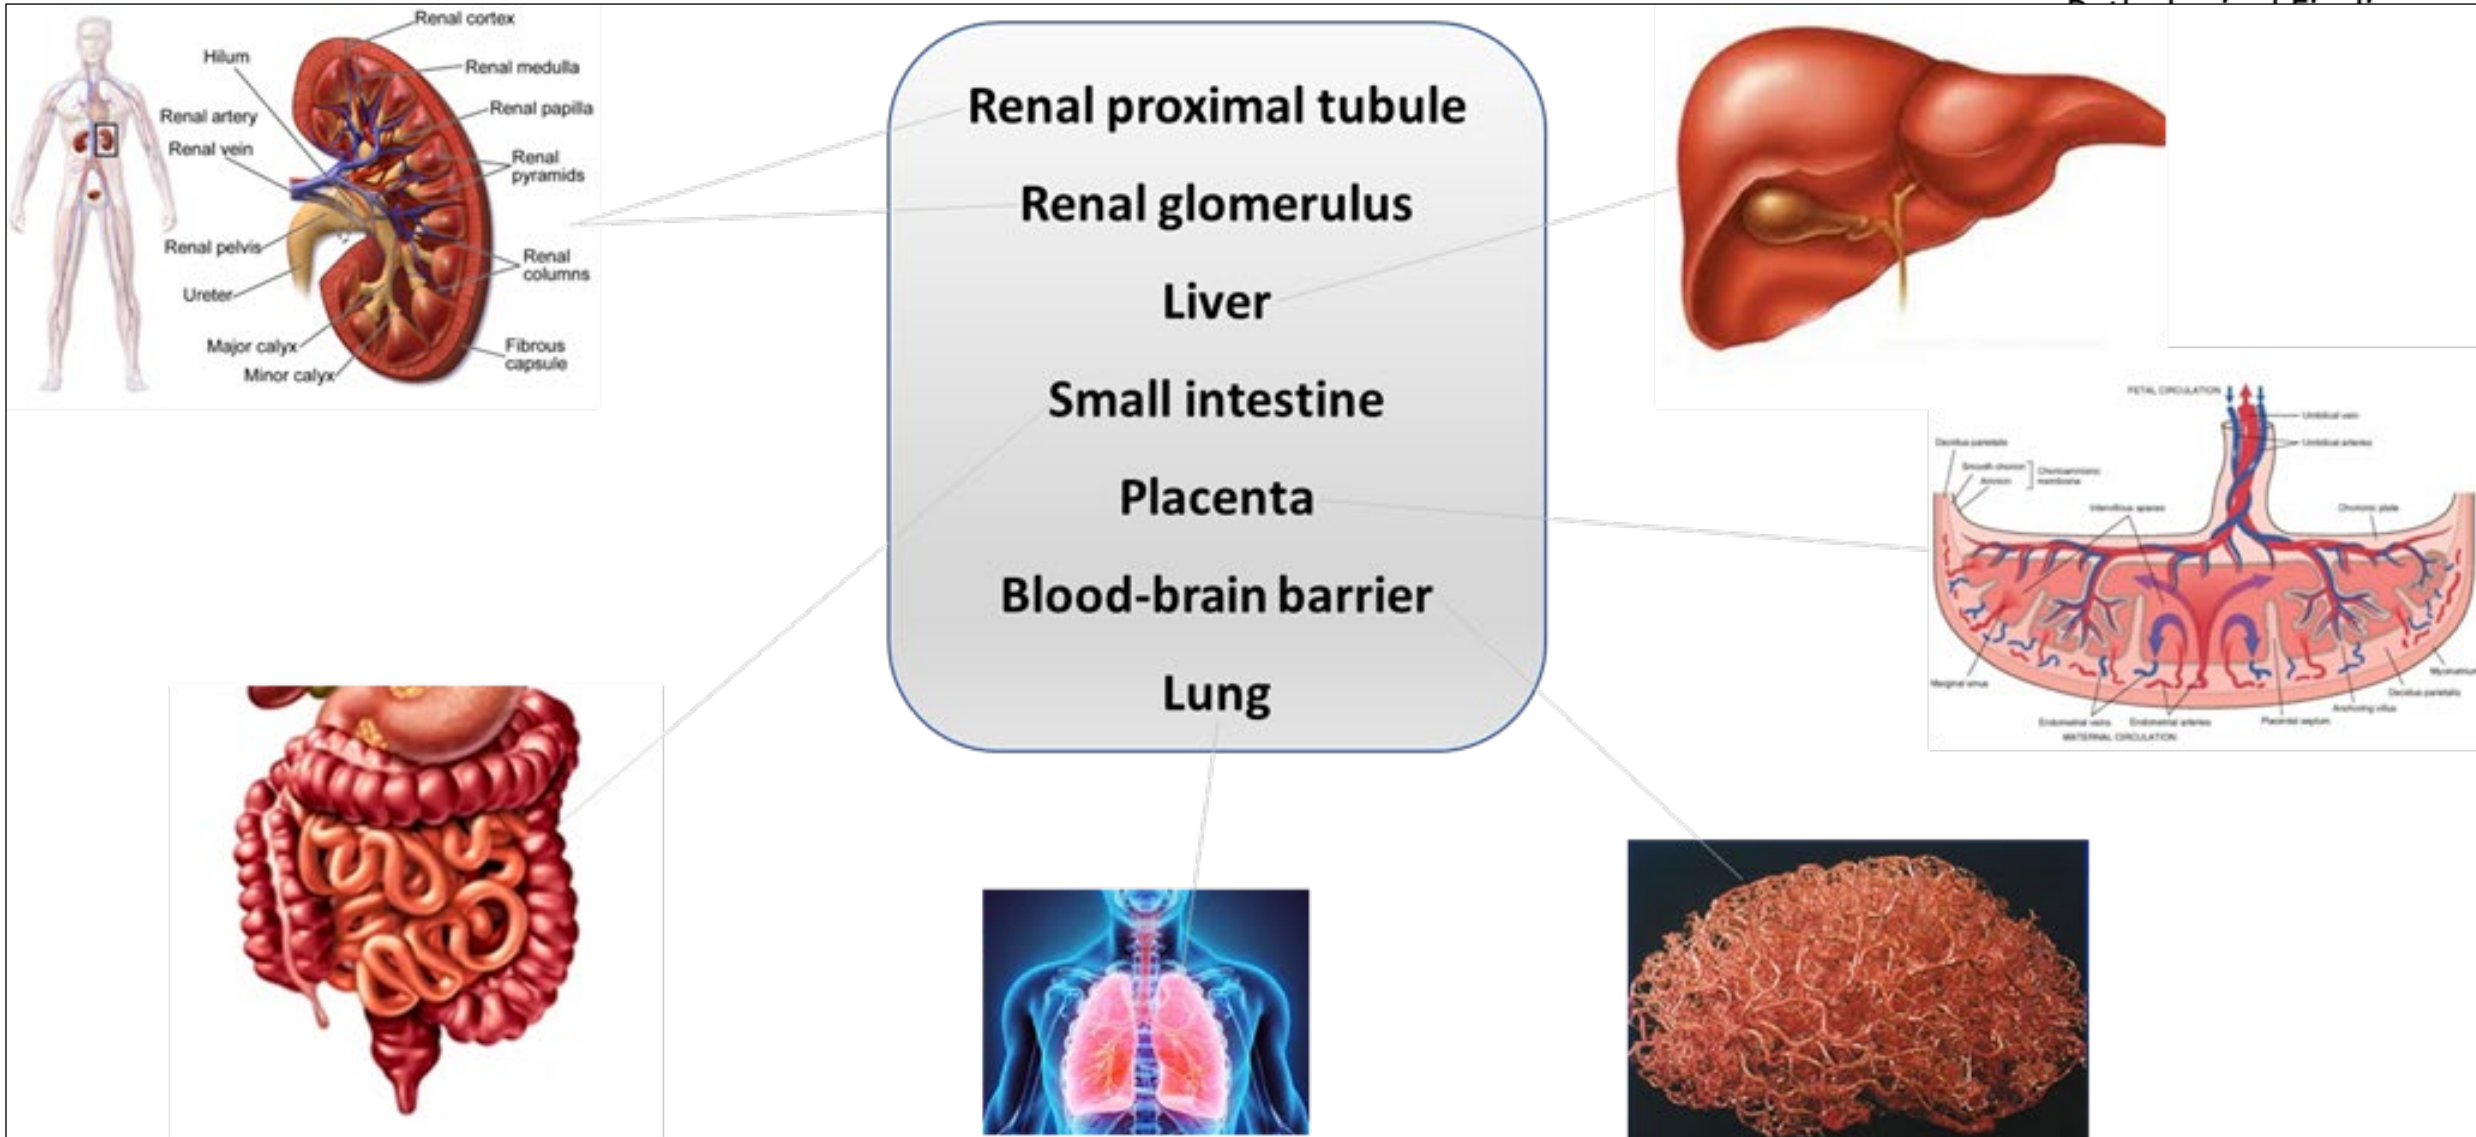 Renal cortex
Hilum
Renal medulla
Renal papilla
Renal artery
Renal vein
Renal
pyramids
Renal pelvis
Renal
columns
Ureter
Major calyx
Fibrous
capsule
Minor calyx
Renal proximal tubule
Renal glomerulus
Liver
Small intestine
Placenta
Blood-brain barrier
Lung
FETAL CIRCULATION
Umbilical vein
Umbilical arteries
Decidua parietalis
Smooth chorion
Amnion
Chorioamnionic
membrane
Intervillous spaces
Chorionic plate
Marginal sinus
Myometrium
Decidua parietalis
Anchoring villus
Placental septum
Endometrial veins
Endometrial arteries
MATERNAL CIRCULATION